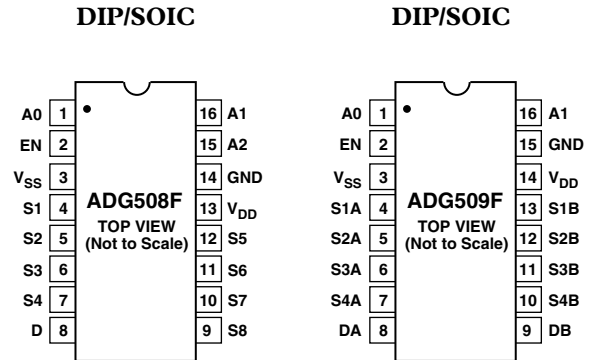 DIP/SOIC
A0 1 16 A1
EN 2 15 A2
VSS 3 14 GND
S1 4 ADG508F 13 VDD
TOP VIEW
S2 5 (Not to Scale) 12 S5
S3 6 11 S6
S4 7 10 S7
D 8 9 S8
DIP/SOIC
A0 1 16 A1
EN 2 15 GND
VSS 3 14 VDD
S1A 4 ADG509F 13 S1B
TOP VIEW
S2A 5 (Not to Scale) 12 S2B
S3A 6 11 S3B
S4A 7 10 S4B
DA 8 9 DB